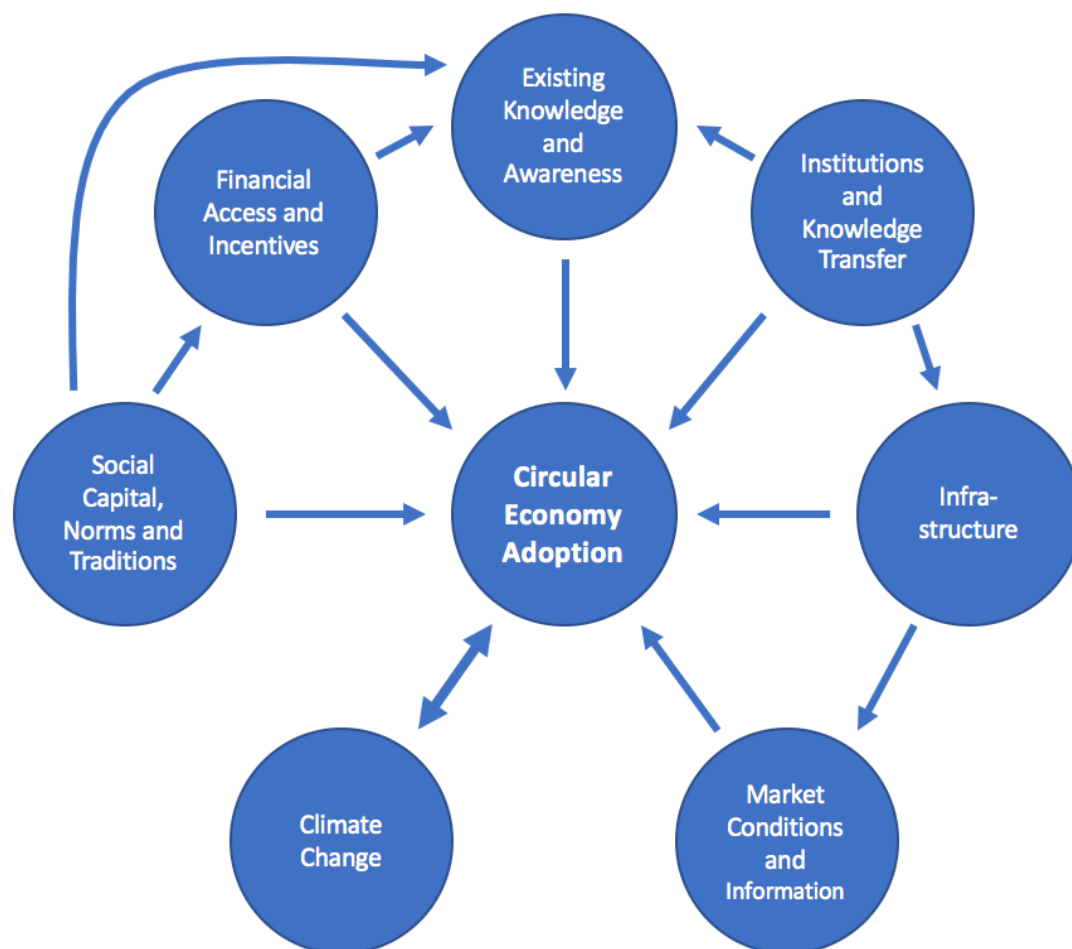 Existing
Knowledge
and
Awareness
Financial
Access and
Incentives
Institutions
and
Knowledge
Transfer
Social
Capital,
Norms and
Traditions
Circular
Economy
Adoption
Infra-
structure
Climate
Change
Market
Conditions
and
Information